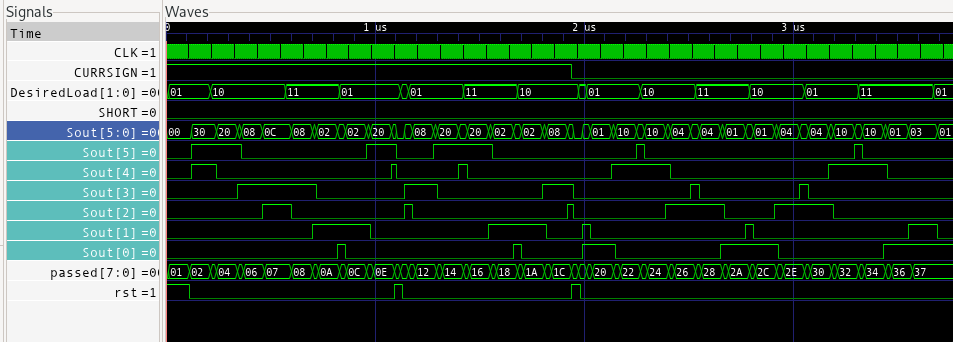 Signals Waves
Time 0 1 us 2 us 3 us
CLK =1
CURRSIGN =1
DesiredLoad[1:0] =0 01 10 11 01 01 11 10 01 10 11 10 01 11 01
SHORT =0
Sout[5:0] =0 00 30 20 08 0C 08 02 02 20 08 20 20 02 02 08 01 10 10 04 04 01 01 04 04 10 10 01 03 01
Sout[5] =0
Sout[4] =0
Sout[3] =0
Sout[2] =0
Sout[1] =0
Sout[0] =0
passed[7:0] =0 01 02 04 06 07 08 0A 0C 0E 12 14 16 18 1A 1C 20 22 24 26 28 2A 2C 2E 30 32 34 36 37
rst =1